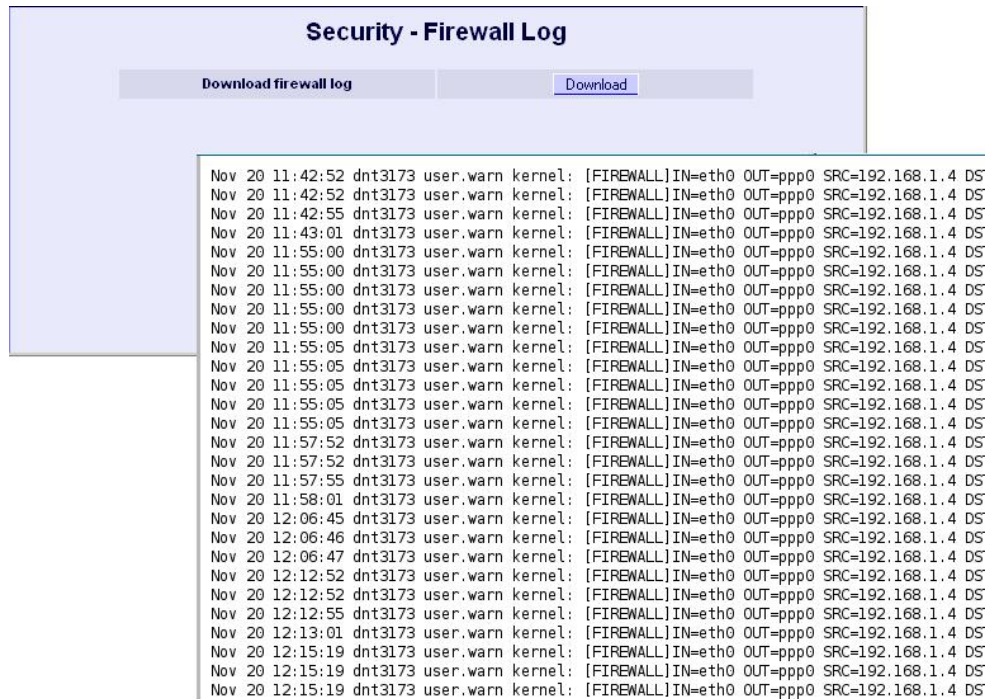 Security - Firewall Log
Download firewall log Download
Nov 20 11:42:52 dnt3173 user.warn kernel: [FIREWALL]IN=eth0 OUT=ppp0 SRC=192.168.1.4 DST
Nov 20 11:42:52 dnt3173 user.warn kernel: [FIREWALL]IN=eth0 OUT=ppp0 SRC=192.168.1.4 DST
Nov 20 11:42:55 dnt3173 user.warn kernel: [FIREWALL]IN=eth0 OUT=ppp0 SRC=192.168.1.4 DST
Nov 20 11:43:01 dnt3173 user.warn kernel: [FIREWALL]IN=eth0 OUT=ppp0 SRC=192.168.1.4 DST
Nov 20 11:55:00 dnt3173 user.warn kernel: [FIREWALL]IN=eth0 OUT=ppp0 SRC=192.168.1.4 DST
Nov 20 11:55:00 dnt3173 user.warn kernel: [FIREWALL]IN=eth0 OUT=ppp0 SRC=192.168.1.4 DST
Nov 20 11:55:00 dnt3173 user.warn kernel: [FIREWALL]IN=eth0 OUT=ppp0 SRC=192.168.1.4 DST
Nov 20 11:55:00 dnt3173 user.warn kernel: [FIREWALL]IN=eth0 OUT=ppp0 SRC=192.168.1.4 DST
Nov 20 11:55:00 dnt3173 user.warn kernel: [FIREWALL]IN=eth0 OUT=ppp0 SRC=192.168.1.4 DST
Nov 20 11:55:05 dnt3173 user.warn kernel: [FIREWALL]IN=eth0 OUT=ppp0 SRC=192.168.1.4 DST
Nov 20 11:55:05 dnt3173 user.warn kernel: [FIREWALL]IN=eth0 OUT=ppp0 SRC=192.168.1.4 DST
Nov 20 11:55:05 dnt3173 user.warn kernel: [FIREWALL]IN=eth0 OUT=ppp0 SRC=192.168.1.4 DST
Nov 20 11:55:05 dnt3173 user.warn kernel: [FIREWALL]IN=eth0 OUT=ppp0 SRC=192.168.1.4 DST
Nov 20 11:55:05 dnt3173 user.warn kernel: [FIREWALL]IN=eth0 OUT=ppp0 SRC=192.168.1.4 DST
Nov 20 11:57:52 dnt3173 user.warn kernel: [FIREWALL]IN=eth0 OUT=ppp0 SRC=192.168.1.4 DST
Nov 20 11:57:52 dnt3173 user.warn kernel: [FIREWALL]IN=eth0 OUT=ppp0 SRC=192.168.1.4 DST
Nov 20 11:57:55 dnt3173 user.warn kernel: [FIREWALL]IN=eth0 OUT=ppp0 SRC=192.168.1.4 DST
Nov 20 11:58:01 dnt3173 user.warn kernel: [FIREWALL]IN=eth0 OUT=ppp0 SRC=192.168.1.4 DST
Nov 20 12:06:45 dnt3173 user.warn kernel: [FIREWALL]IN=eth0 OUT=ppp0 SRC=192.168.1.4 DST
Nov 20 12:06:46 dnt3173 user.warn kernel: [FIREWALL]IN=eth0 OUT=ppp0 SRC=192.168.1.4 DST
Nov 20 12:06:47 dnt3173 user.warn kernel: [FIREWALL]IN=eth0 OUT=ppp0 SRC=192.168.1.4 DST
Nov 20 12:12:52 dnt3173 user.warn kernel: [FIREWALL]IN=eth0 OUT=ppp0 SRC=192.168.1.4 DST
Nov 20 12:12:52 dnt3173 user.warn kernel: [FIREWALL]IN=eth0 OUT=ppp0 SRC=192.168.1.4 DST
Nov 20 12:12:55 dnt3173 user.warn kernel: [FIREWALL]IN=eth0 OUT=ppp0 SRC=192.168.1.4 DST
Nov 20 12:13:01 dnt3173 user.warn kernel: [FIREWALL]IN=eth0 OUT=ppp0 SRC=192.168.1.4 DST
Nov 20 12:15:19 dnt3173 user.warn kernel: [FIREWALL]IN=eth0 OUT=ppp0 SRC=192.168.1.4 DST
Nov 20 12:15:19 dnt3173 user.warn kernel: [FIREWALL]IN=eth0 OUT=ppp0 SRC=192.168.1.4 DST
Nov 20 12:15:19 dnt3173 user.warn kernel: [FIREWALL]IN=eth0 OUT=ppp0 SRC=192.168.1.4 DST